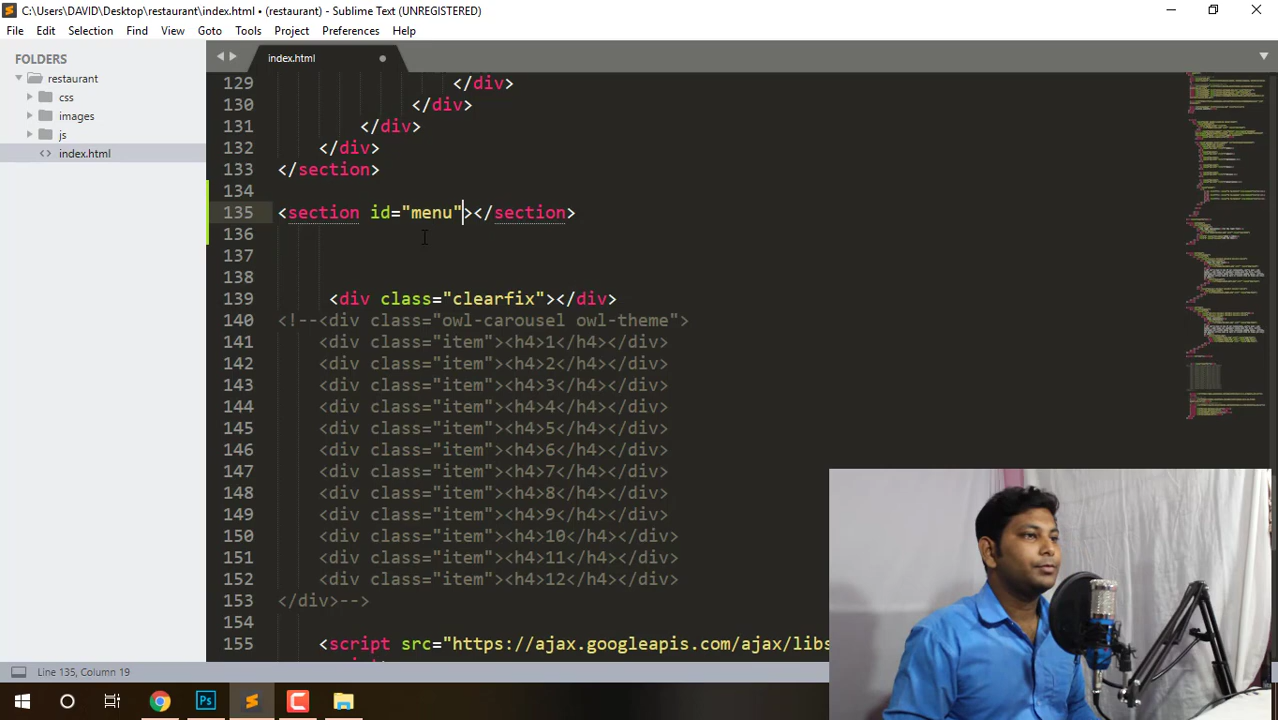 C:\Users\DAVID\Desktop\restaurant\index.html • (restaurant) - Sublime Text (UNREGISTERED)
File Edit Selection Find View Goto Tools Project Preferences Help
FOLDERS
restaurant
css
images
js
<> index.html
index.html
129 </div>
130 </div>
131 </div>
132 </div>
133 </section>
134
135 <section id="menu"></section>
136
137
138
139 <div class="clearfix"></div>
140 <!--<div class="owl-carousel owl-theme">
141 <div class="item"><h4>1</h4></div>
142 <div class="item"><h4>2</h4></div>
143 <div class="item"><h4>3</h4></div>
144 <div class="item"><h4>4</h4></div>
145 <div class="item"><h4>5</h4></div>
146 <div class="item"><h4>6</h4></div>
147 <div class="item"><h4>7</h4></div>
148 <div class="item"><h4>8</h4></div>
149 <div class="item"><h4>9</h4></div>
150 <div class="item"><h4>10</h4></div>
151 <div class="item"><h4>11</h4></div>
152 <div class="item"><h4>12</h4></div>
153 </div>-->
154
155 <script src="https://ajax.googleapis.com/ajax/libs
Line 135, Column 19
Ps